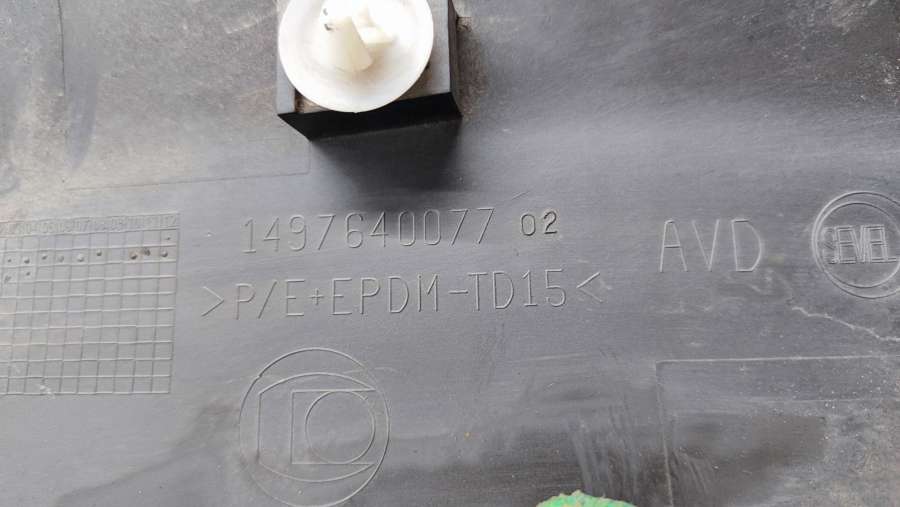 1497640077 02
>P/E+EPDM-TD15<
AVD
SEVEL